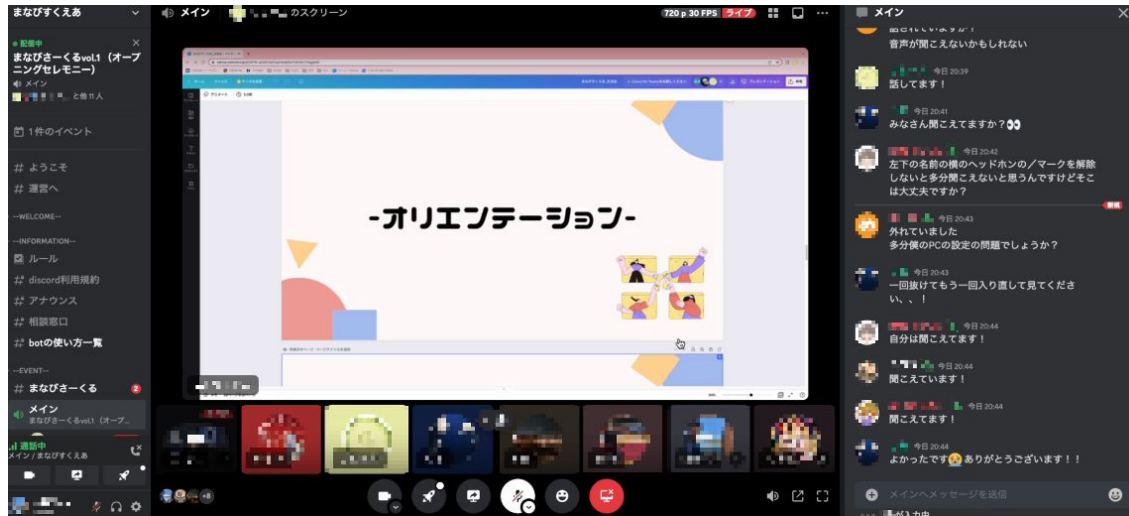 まなびすくえあ
配信中
まなびさーくるvol.1（オープ
ニングセレモニー）
メイン
と他11人
1件のイベント
# ようこそ
# 運営へ
--WELCOME--
--INFORMATION--
ルール
discord利用規約
アナウンス
相談窓口
botの使い方一覧
--EVENT--
# まなびさーくる
2
メイン
まなびさーくるvol.1（オープ...
通話中
メイン / まなびすくえあ
メイン
のスクリーン
720 p 30 FPS
ライブ
-オリエンテーション-
+8
メイン
音声が聞こえないかもしれない
今日 20:39
話してます！
今日 20:41
みなさん聞こえてますか？👀
今日 20:42
左下の名前の横のヘッドホンの／マークを解除
しないと多分聞こえないと思うんですけどそこ
は大丈夫ですか？
新規
今日 20:43
外れていました
多分僕のPCの設定の問題でしょうか？
今日 20:43
一回抜けてもう一回入り直して見てくださ
い、、！
今日 20:44
自分は聞こえてます！
今日 20:44
聞こえています！
今日 20:44
聞こえてます！
今日 20:44
よかったです😥ありがとうございます！！
メインへメッセージを送信
が入力中